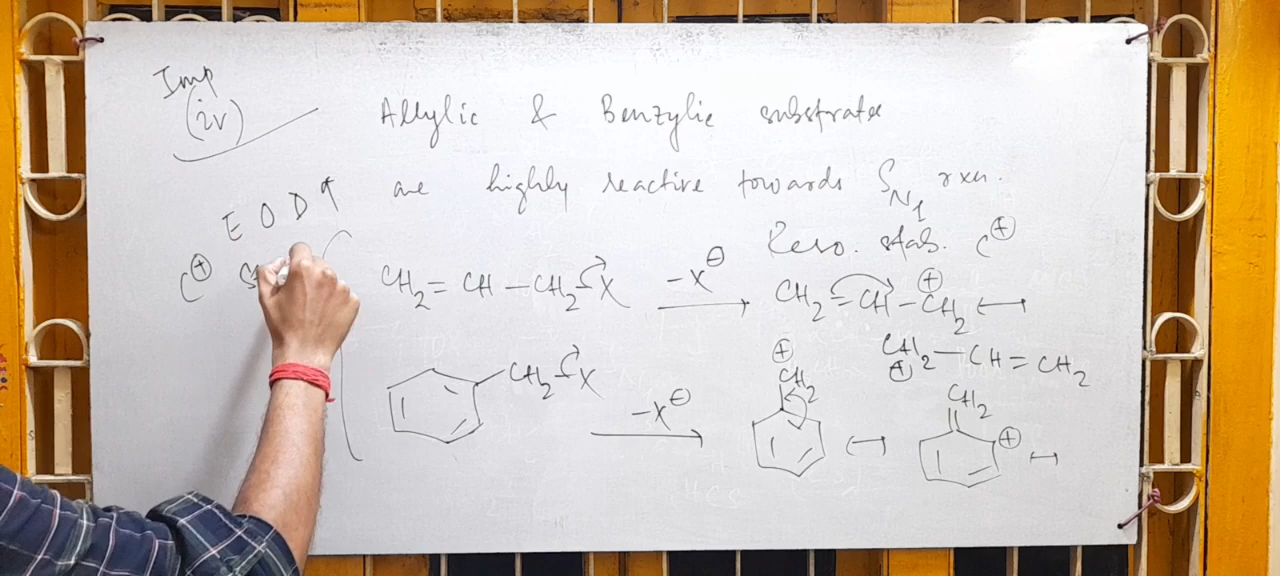 Imp
(iv)
Allylic & Benzylic substrates
are highly reactive towards SN1 rxn.
E O D ↑
Reso. stab. C⊕
C⊕
CH2=CH—CH2—X —X⊖ → CH2=CH—CH2⊕ ↔
CH2⊕—CH=CH2
CH2—X —X⊖ → ⊕CH2 ↔ CH2 ⊕ ↔